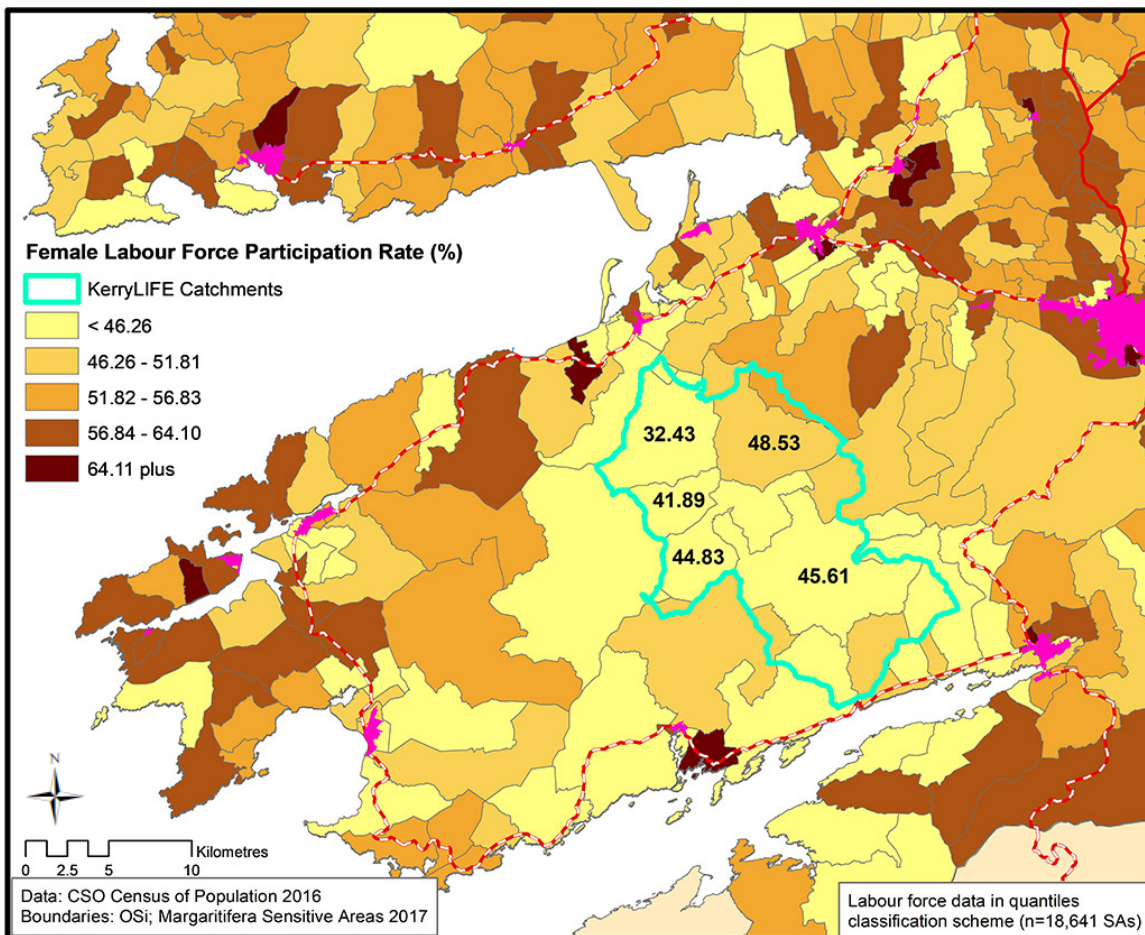 Female Labour Force Participation Rate (%)
KerryLIFE Catchments
< 46.26
46.26 - 51.81
51.82 - 56.83
56.84 - 64.10
64.11 plus
32.43
48.53
41.89
44.83
45.61
N
0 2.5 5 10 Kilometres
Data: CSO Census of Population 2016
Boundaries: OSi; Margaritifera Sensitive Areas 2017
Labour force data in quantiles
classification scheme (n=18,641 SAs)